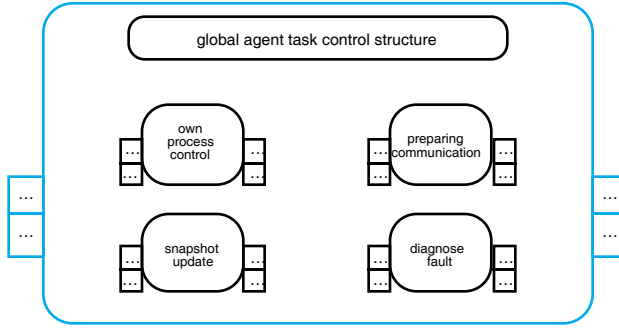 global agent task control structure
own
process
control
... ...
... ...
preparing
communication
... ...
... ...
...
...
...
...
snapshot
update
... ...
... ...
diagnose
fault
... ...
... ...